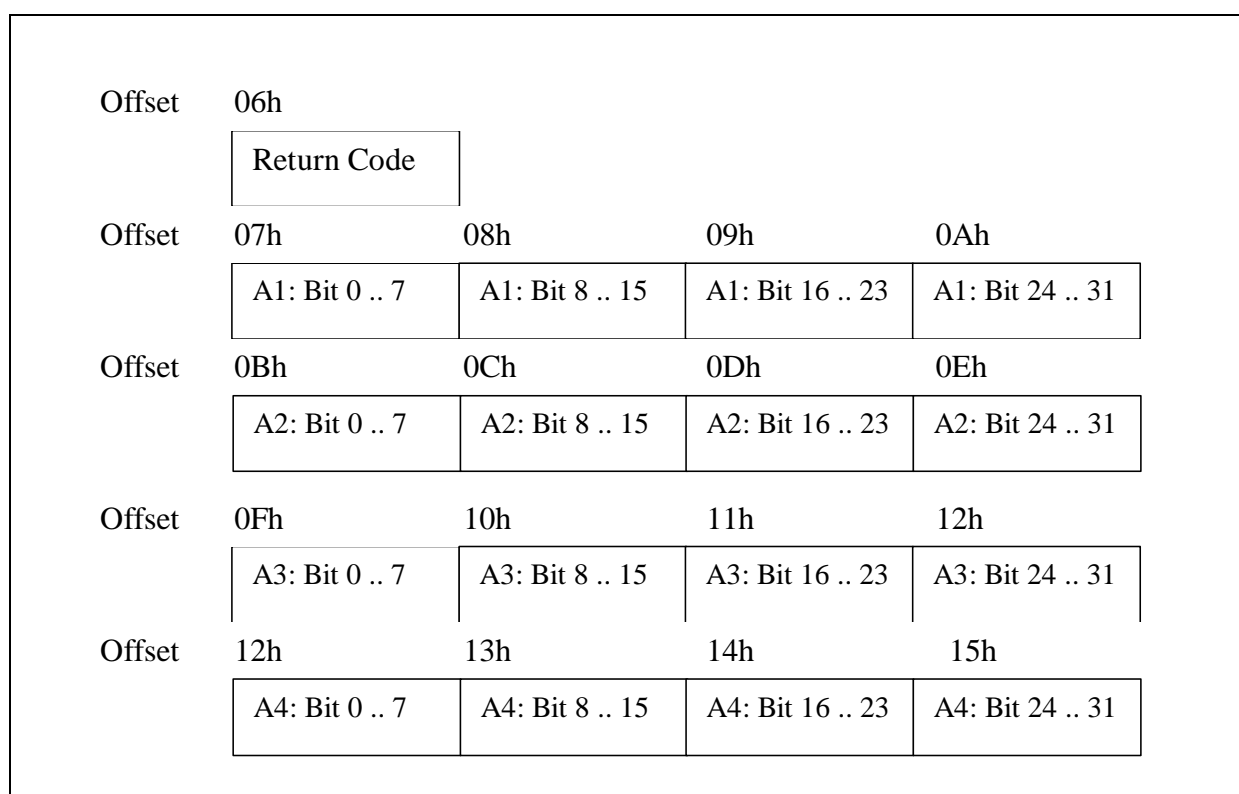 Offset 06h
Return Code
Offset 07h 08h 09h 0Ah
A1: Bit 0 .. 7 A1: Bit 8 .. 15 A1: Bit 16 .. 23 A1: Bit 24 .. 31
Offset 0Bh 0Ch 0Dh 0Eh
A2: Bit 0 .. 7 A2: Bit 8 .. 15 A2: Bit 16 .. 23 A2: Bit 24 .. 31
Offset 0Fh 10h 11h 12h
A3: Bit 0 .. 7 A3: Bit 8 .. 15 A3: Bit 16 .. 23 A3: Bit 24 .. 31
Offset 12h 13h 14h 15h
A4: Bit 0 .. 7 A4: Bit 8 .. 15 A4: Bit 16 .. 23 A4: Bit 24 .. 31